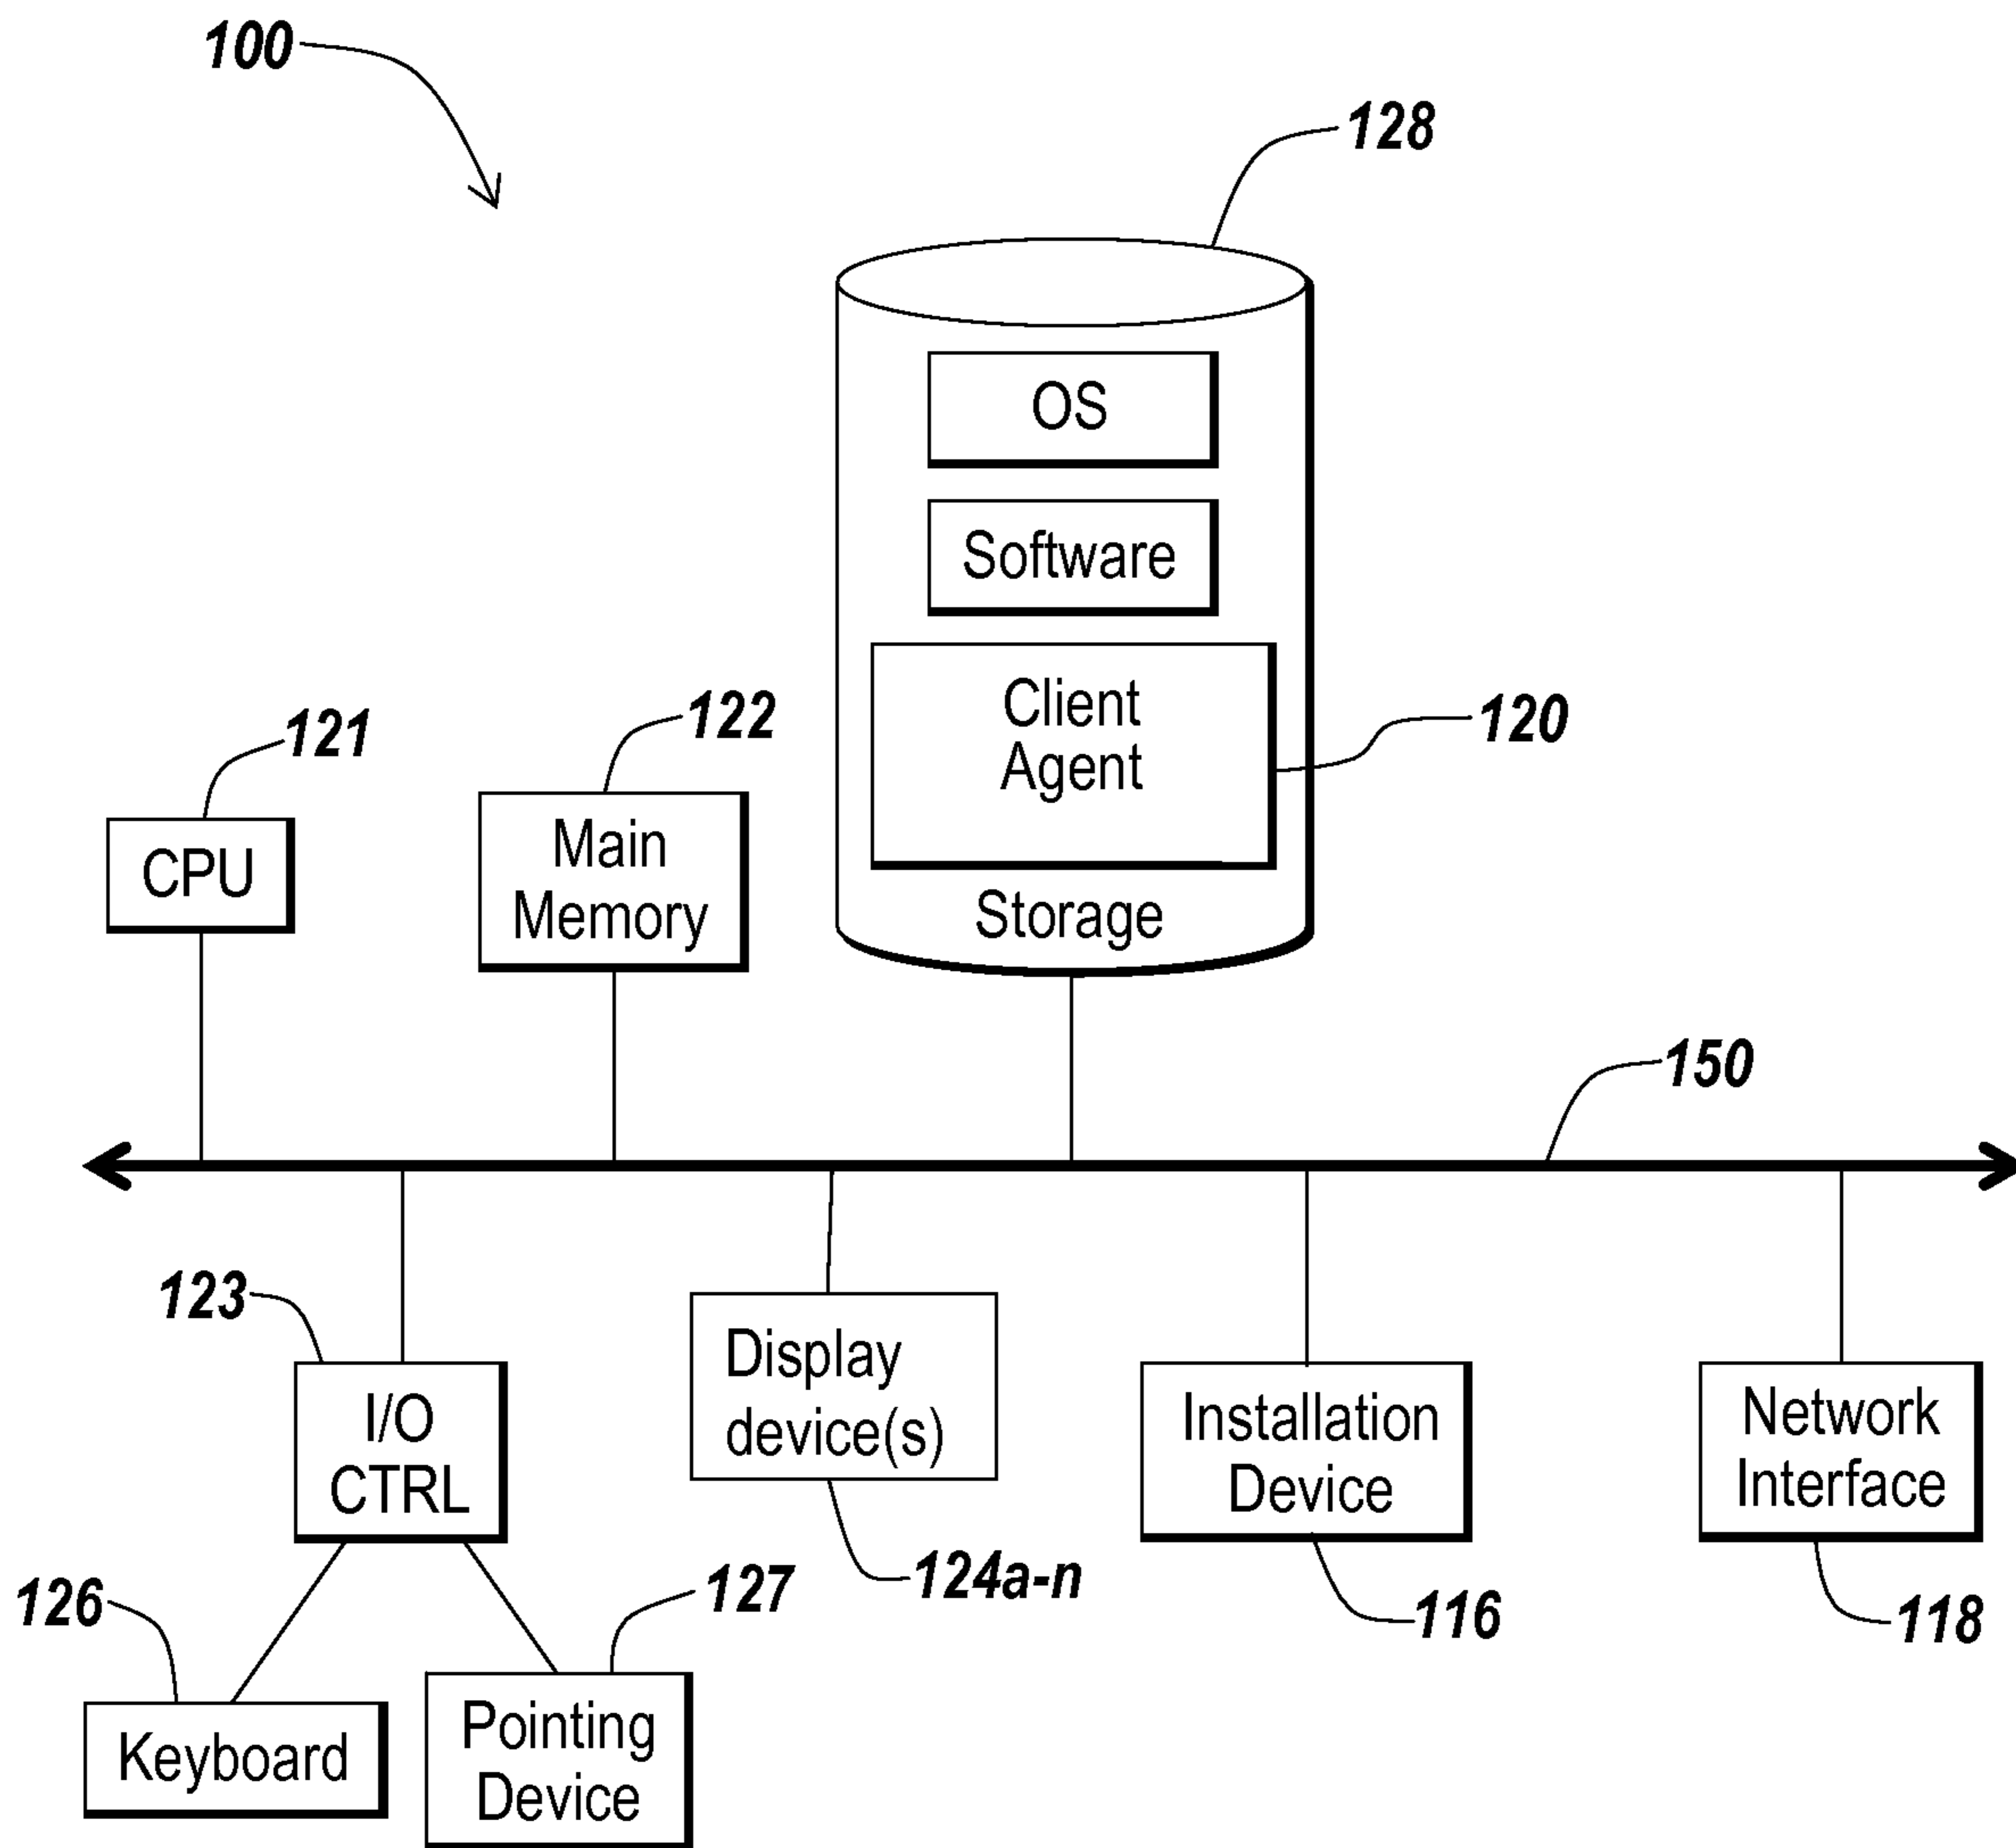 100
128
OS
Software
Client
Agent
120
Storage
121
CPU
122
Main
Memory
150
123
I/O
CTRL
Display
device(s)
124a-n
Installation
Device
116
Network
Interface
118
126
Keyboard
127
Pointing
Device